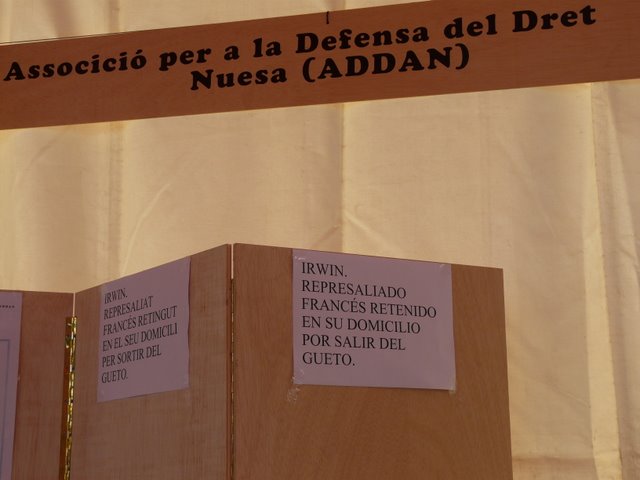 Associció per a la Defensa del Dret
Nuesa (ADDAN)
IRWIN.
REPRESALIAT
FRANCÉS RETINGUT
EN EL SEU DOMICILI
PER SORTIR DEL
GUETO.
IRWIN.
REPRESALIADO
FRANCÉS RETENIDO
EN SU DOMICILIO
POR SALIR DEL
GUETO.